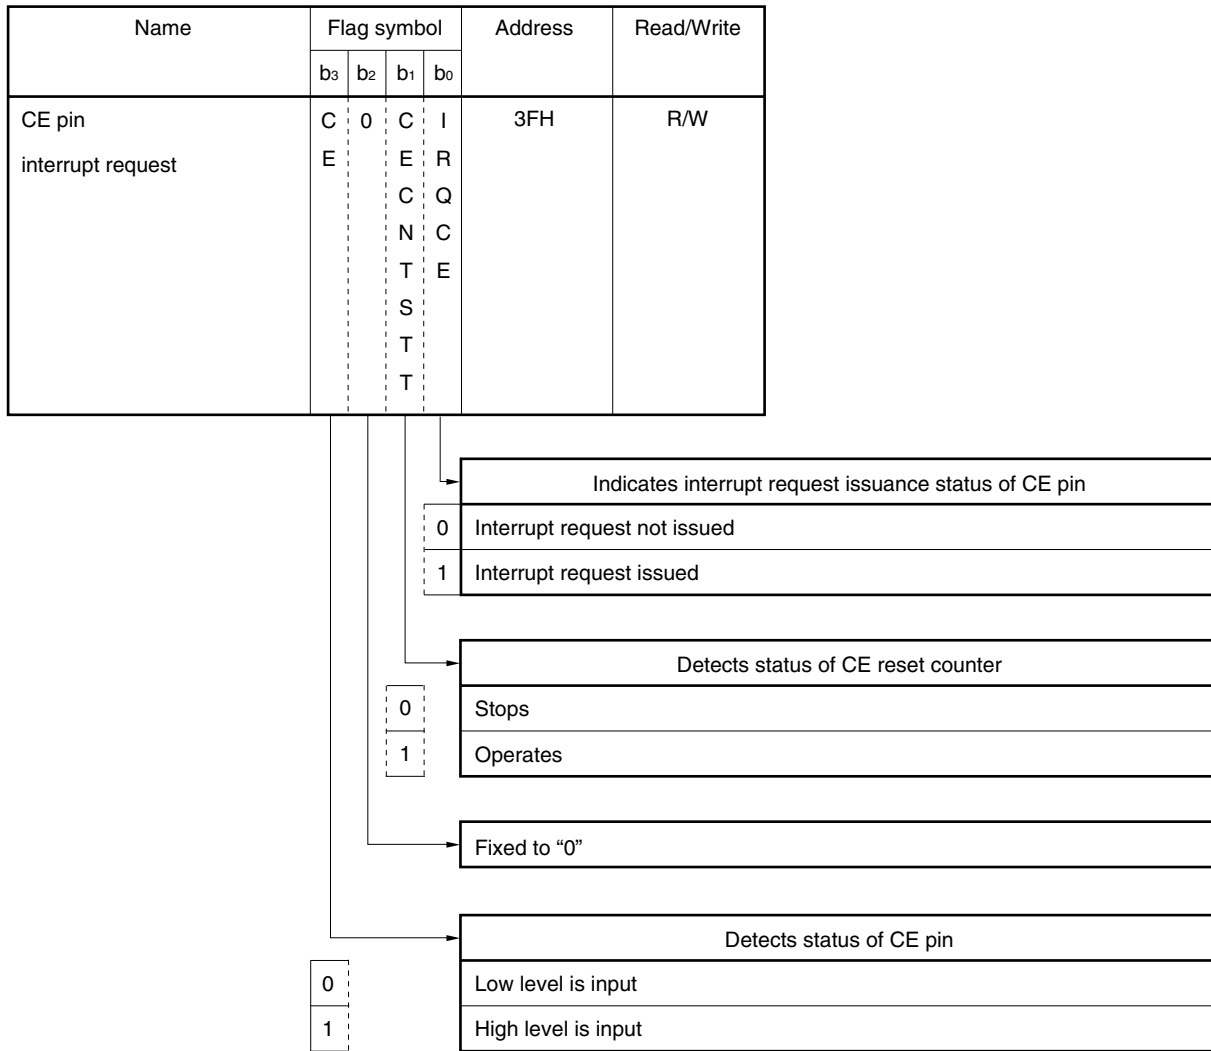 Name Flag symbol Address Read/Write
b3 b2 b1 b0
CE pin C 0 C I 3FH R/W
interrupt request E E R
C Q
N C
T E
S
T
T
Indicates interrupt request issuance status of CE pin
0 Interrupt request not issued
1 Interrupt request issued
Detects status of CE reset counter
0 Stops
1 Operates
Fixed to “0”
Detects status of CE pin
0 Low level is input
1 High level is input